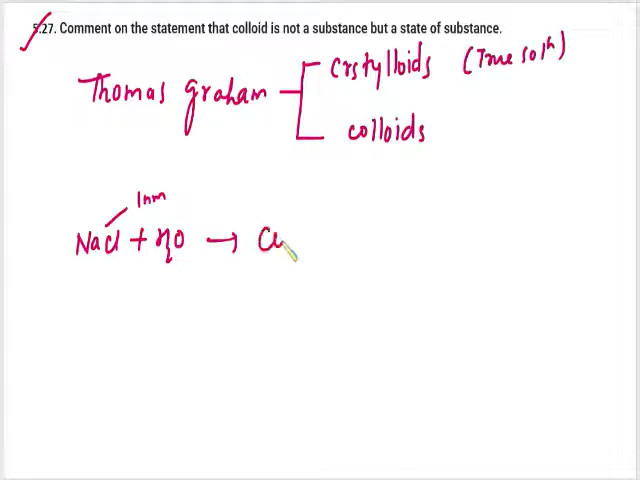 5.27. Comment on the statement that colloid is not a substance but a state of substance.
Thomas graham
crstylloids (True soln)
colloids
1nm
NaCl + H2O → Cr